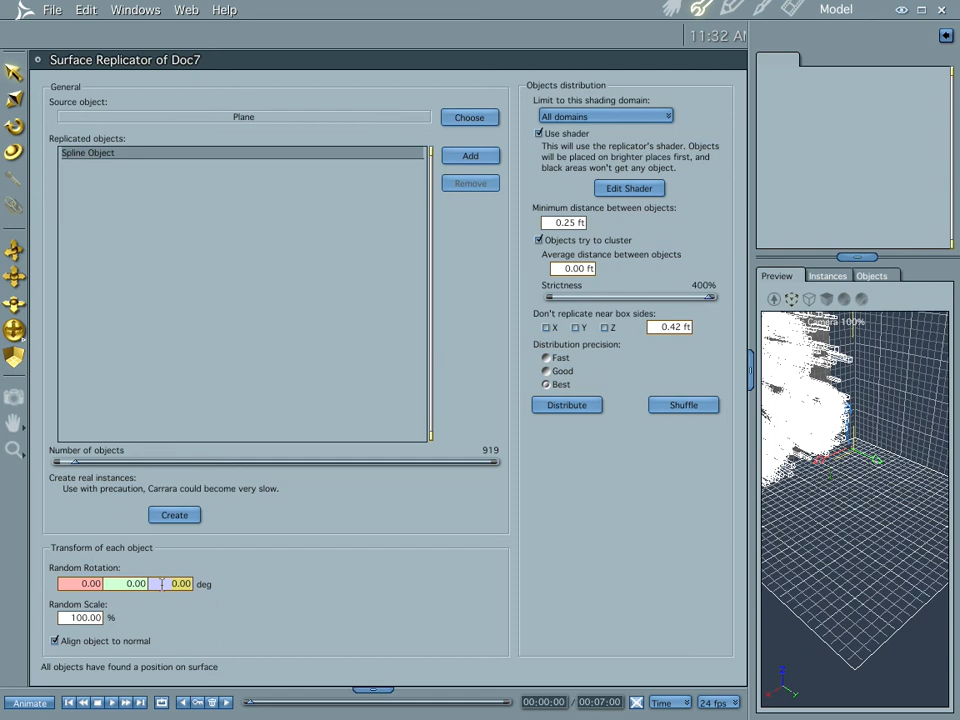 File Edit Windows Web Help Model
11:32 AM
Surface Replicator of Doc7
General
Source object:
Plane
Choose
Replicated objects:
Spline Object
Add
Remove
Number of objects 919
Create real instances:
Use with precaution, Carrara could become very slow.
Create
Transform of each object
Random Rotation:
0.00 0.00 0.00 deg
Random Scale:
100.00 %
Align object to normal
All objects have found a position on surface
Objects distribution
Limit to this shading domain:
All domains
Use shader
This will use the replicator's shader. Objects
will be placed on brighter places first, and
black areas won't get any object.
Edit Shader
Minimum distance between objects:
0.25 ft
Objects try to cluster
Average distance between objects
0.00 ft
Strictness 400%
Don't replicate near box sides:
X Y Z 0.42 ft
Distribution precision:
Fast
Good
Best
Distribute Shuffle
Preview Instances Objects
Camera 100%
Animate 00:00:00 / 00:07:00 Time 24 fps